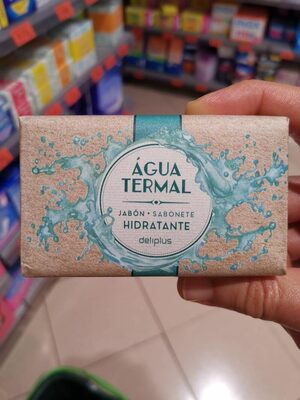 ÁGUA
TERMAL
JABÓN • SABONETE
HIDRATANTE
deliplus